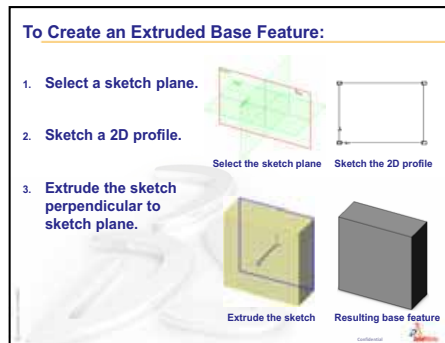 To Create an Extruded Base Feature:
1. Select a sketch plane.
2. Sketch a 2D profile.
Select the sketch plane
Sketch the 2D profile
3. Extrude the sketch
perpendicular to
sketch plane.
Extrude the sketch
Resulting base feature
Confidential